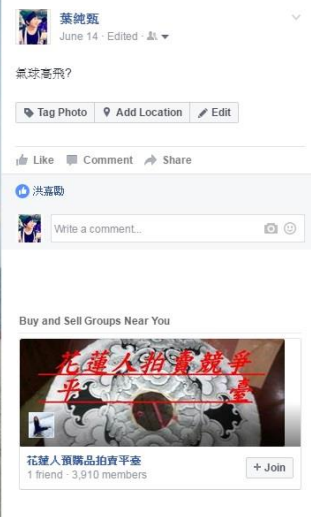 葉純甄
June 14 · Edited ·
氣球高飛?
Tag Photo Add Location Edit
Like Comment Share
洪嘉勵
Write a comment...
Buy and Sell Groups Near You
花蓮人拍賣競爭
平 臺
花蓮人預購品拍賣平臺
1 friend · 3,910 members
+ Join